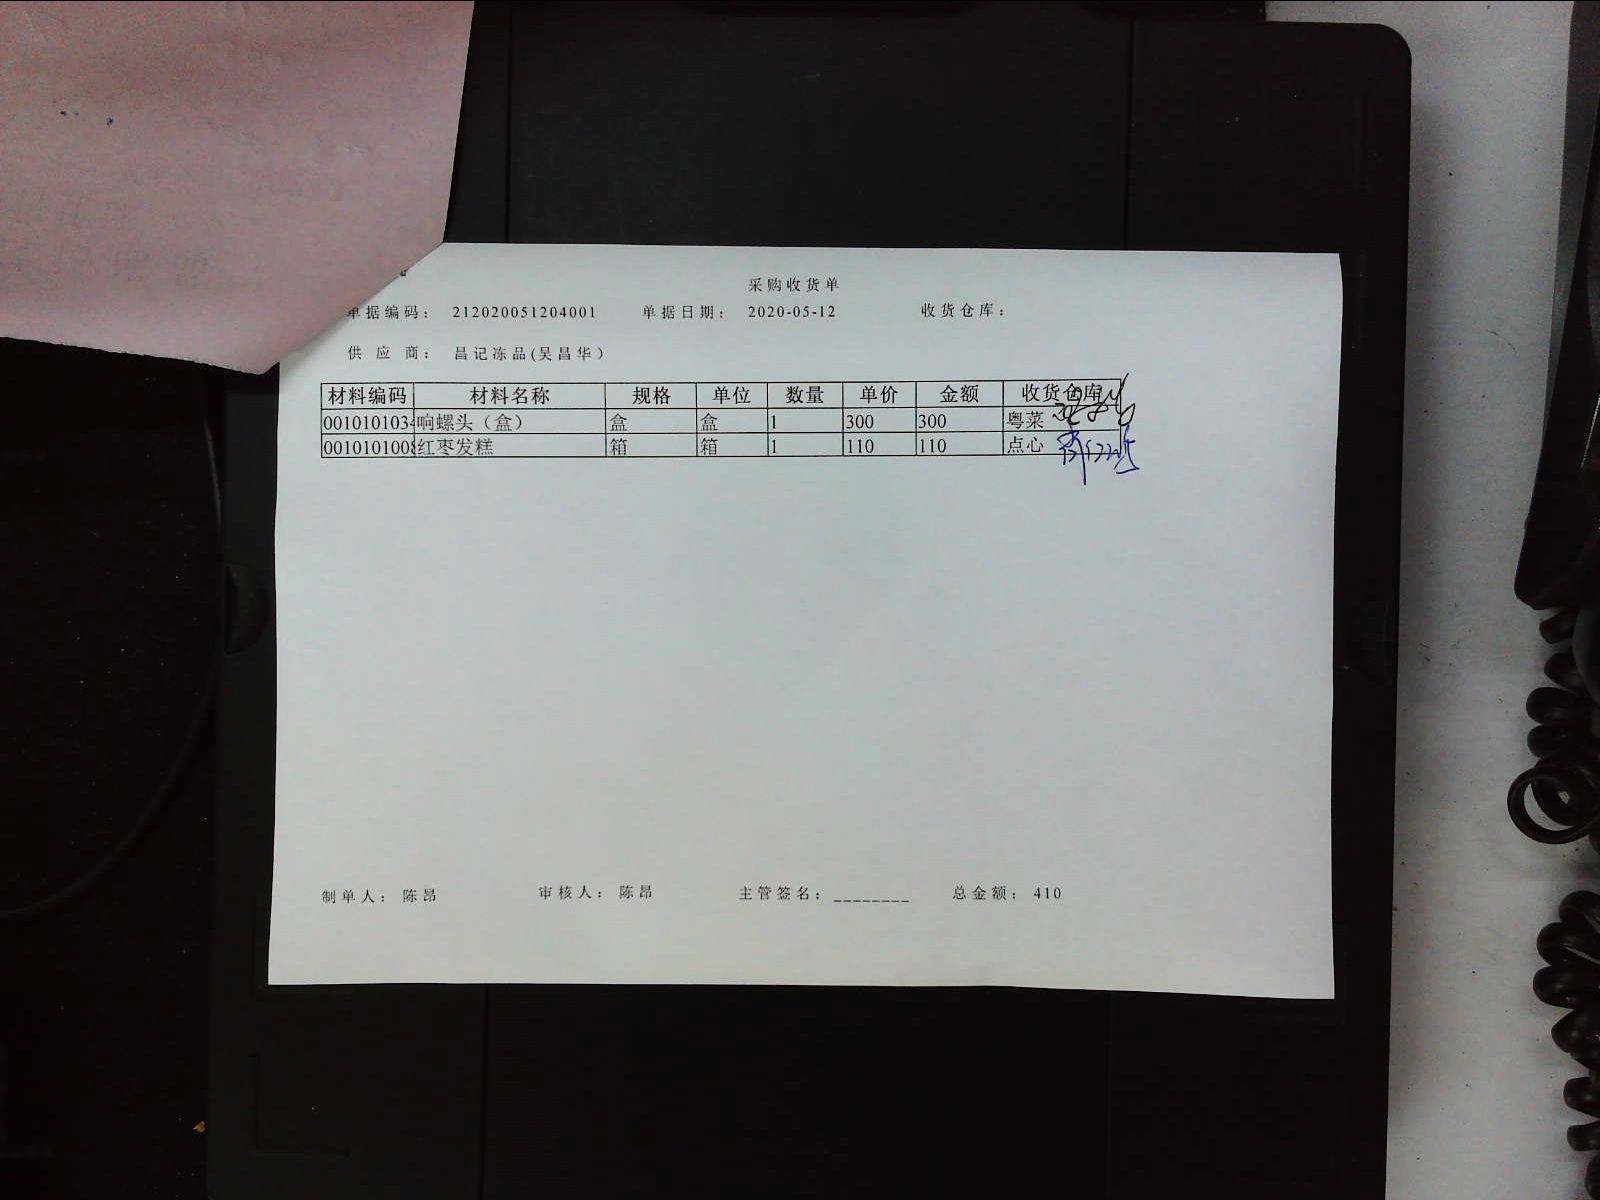 采购收货单
单据编码： 212020051204001 单据日期： 2020-05-12 收货仓库：
供应商： 昌记冻品(吴昌华)
材料编码 材料名称 规格 单位 数量 单价 金额 收货仓库
001010103 响螺头（盒） 盒 盒 1 300 300 粤菜
001010100 红枣发糕 箱 箱 1 110 110 点心
制单人： 陈昂 审核人： 陈昂 主管签名：________ 总金额： 410